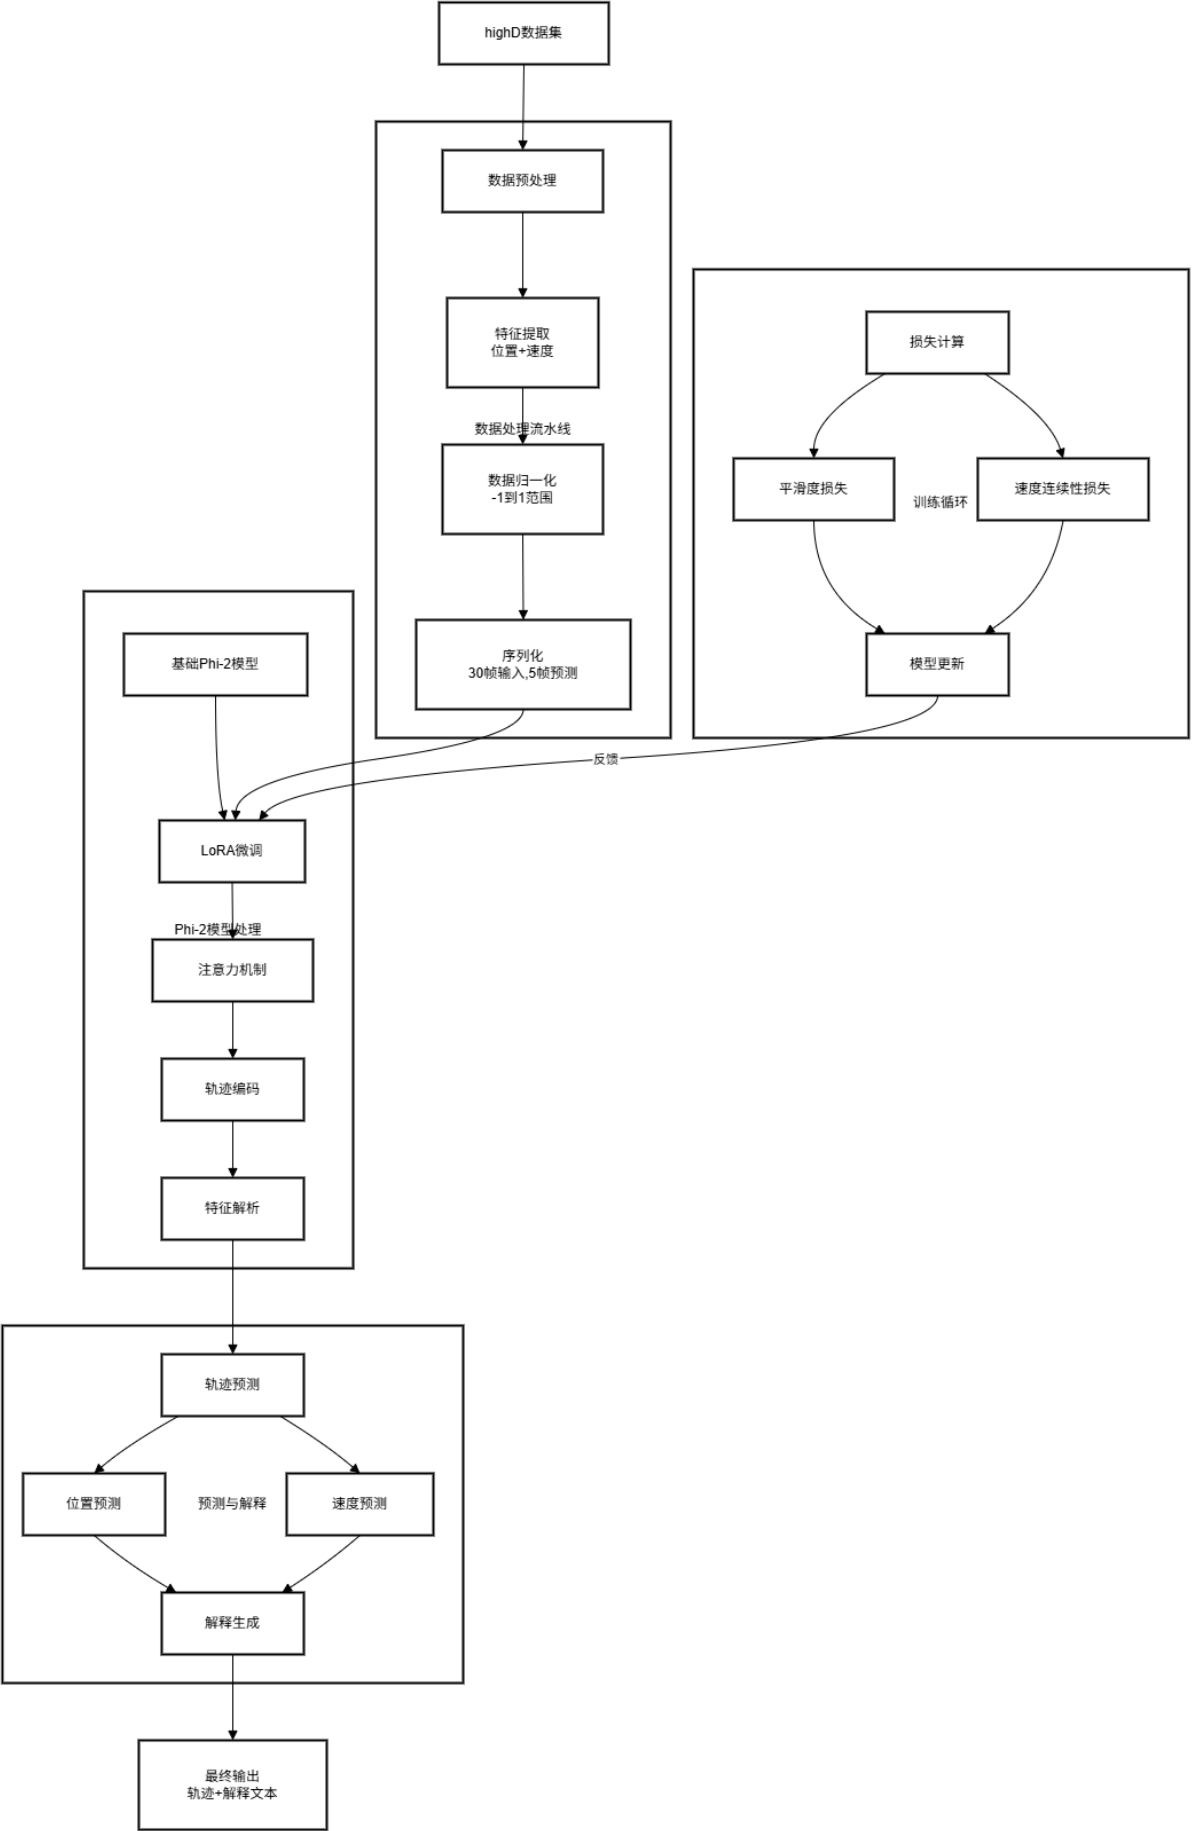 highD数据集
数据预处理
特征提取
位置+速度
数据处理流水线
数据归一化
-1到1范围
序列化
30帧输入,5帧预测
损失计算
平滑度损失
训练循环
速度连续性损失
模型更新
反馈
基础Phi-2模型
LoRA微调
Phi-2模型处理
注意力机制
轨迹编码
特征解析
轨迹预测
位置预测
预测与解释
速度预测
解释生成
最终输出
轨迹+解释文本